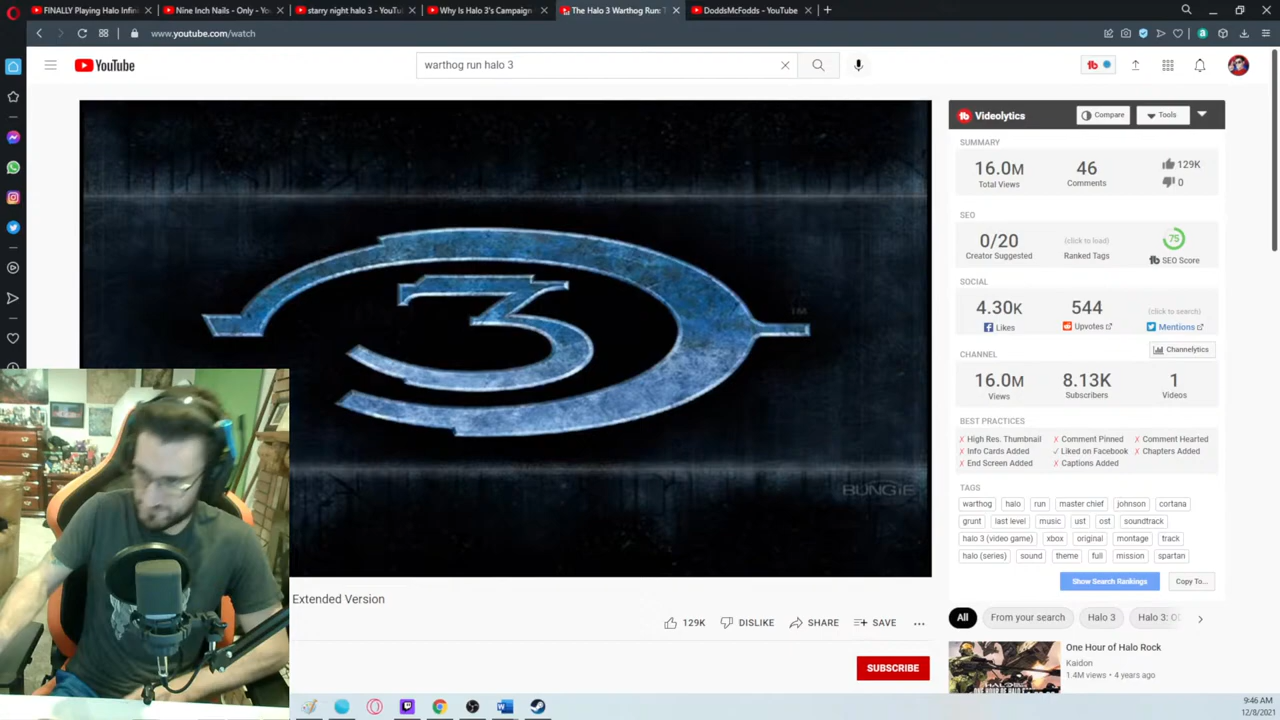 FINALLY Playing Halo Infini
Nine Inch Nails - Only - Yo
starry night halo 3 - YouTu
Why Is Halo 3's Campaign
The Halo 3 Warthog Run: T
DoddsMcFodds - YouTube
www.youtube.com/watch
YouTube
warthog run halo 3
tb
3
TM
BUNGIE
tb Videolytics
Compare
Tools
SUMMARY
16.0M
Total Views
46
Comments
129K
0
SEO
0/20
Creator Suggested
(click to load)
Ranked Tags
75
tb SEO Score
SOCIAL
4.30K
Likes
544
Upvotes
(click to search)
Mentions
CHANNEL
Channelytics
16.0M
Views
8.13K
Subscribers
1
Videos
BEST PRACTICES
✗ High Res. Thumbnail
✗ Comment Pinned
✗ Comment Hearted
✗ Info Cards Added
✓ Liked on Facebook
✗ Chapters Added
✗ End Screen Added
✗ Captions Added
TAGS
warthog halo run master chief johnson cortana
grunt last level music ust ost soundtrack
halo 3 (video game) xbox original montage track
halo (series) sound theme full mission spartan
Show Search Rankings
Copy To...
Extended Version
129K
DISLIKE
SHARE
SAVE
SUBSCRIBE
All
From your search
Halo 3
Halo 3: O
One Hour of Halo Rock
Kaidon
1.4M views • 4 years ago
9:46 AM
12/8/2021